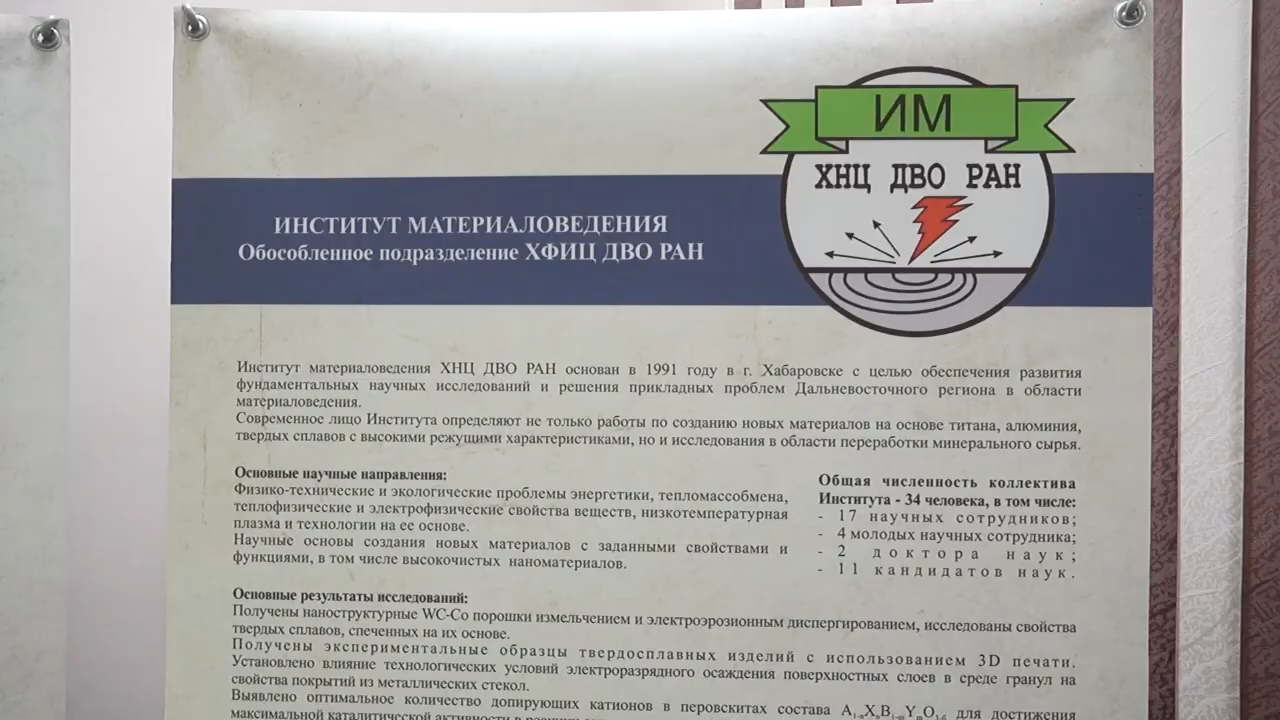 ИМ
ХНЦ ДВО РАН
ИНСТИТУТ МАТЕРИАЛОВЕДЕНИЯ
Обособленное подразделение ХФИЦ ДВО РАН
Институт материаловедения ХНЦ ДВО РАН основан в 1991 году в г. Хабаровске с целью обеспечения развития
фундаментальных научных исследований и решения прикладных проблем Дальневосточного региона в области
материаловедения.
Современное лицо Института определяют не только работы по созданию новых материалов на основе титана, алюминия,
твердых сплавов с высокими режущими характеристиками, но и исследования в области переработки минерального сырья.
Основные научные направления:
Физико-технические и экологические проблемы энергетики, тепломассобмена,
теплофизические и электрофизические свойства веществ, низкотемпературная
плазма и технологии на ее основе.
Научные основы создания новых материалов с заданными свойствами и
функциями, в том числе высокочистых наноматериалов.
Общая численность коллектива
Института - 34 человека, в том числе:
- 17 научных сотрудников;
- 4 молодых научных сотрудника;
- 2 доктора наук;
- 11 кандидатов наук.
Основные результаты исследований:
Получены наноструктурные WC-Co порошки измельчением и электроэрозионным диспергированием, исследованы свойства
твердых сплавов, спеченных на их основе.
Получены экспериментальные образцы твердосплавных изделий с использованием 3D печати.
Установлено влияние технологических условий электроразрядного осаждения поверхностных слоев в среде гранул на
свойства покрытий из металлических стекол.
Выявлено оптимальное количество допирующих катионов в перовскитах состава для достижения
максимальной каталитической активности в